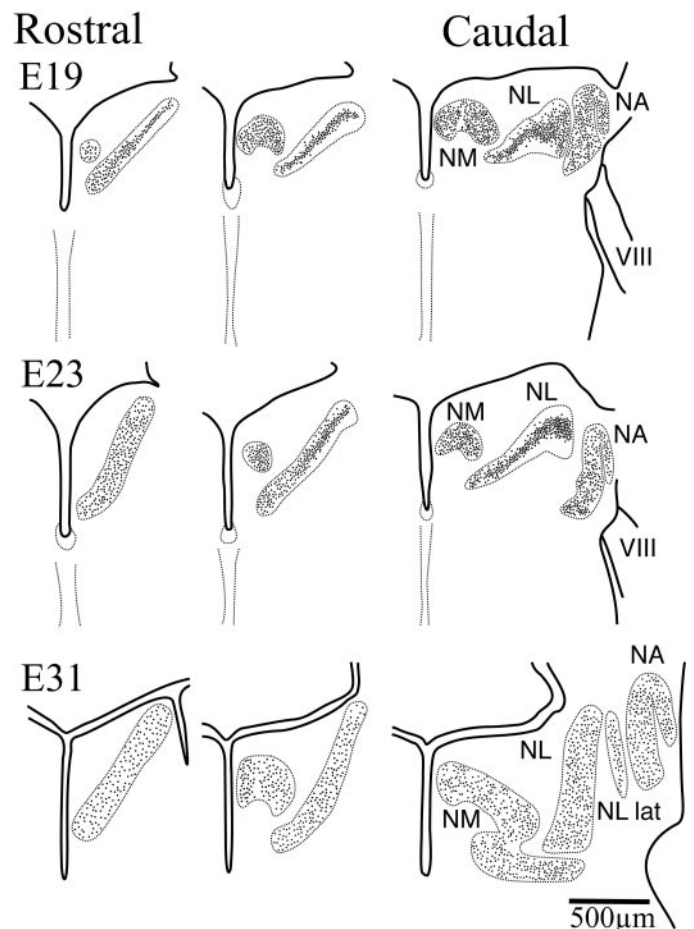 Rostral
Caudal
E19
NL
NA
NM
VIII
E23
NL
NM
NA
VIII
E31
NA
NL
NL lat
NM
500µm